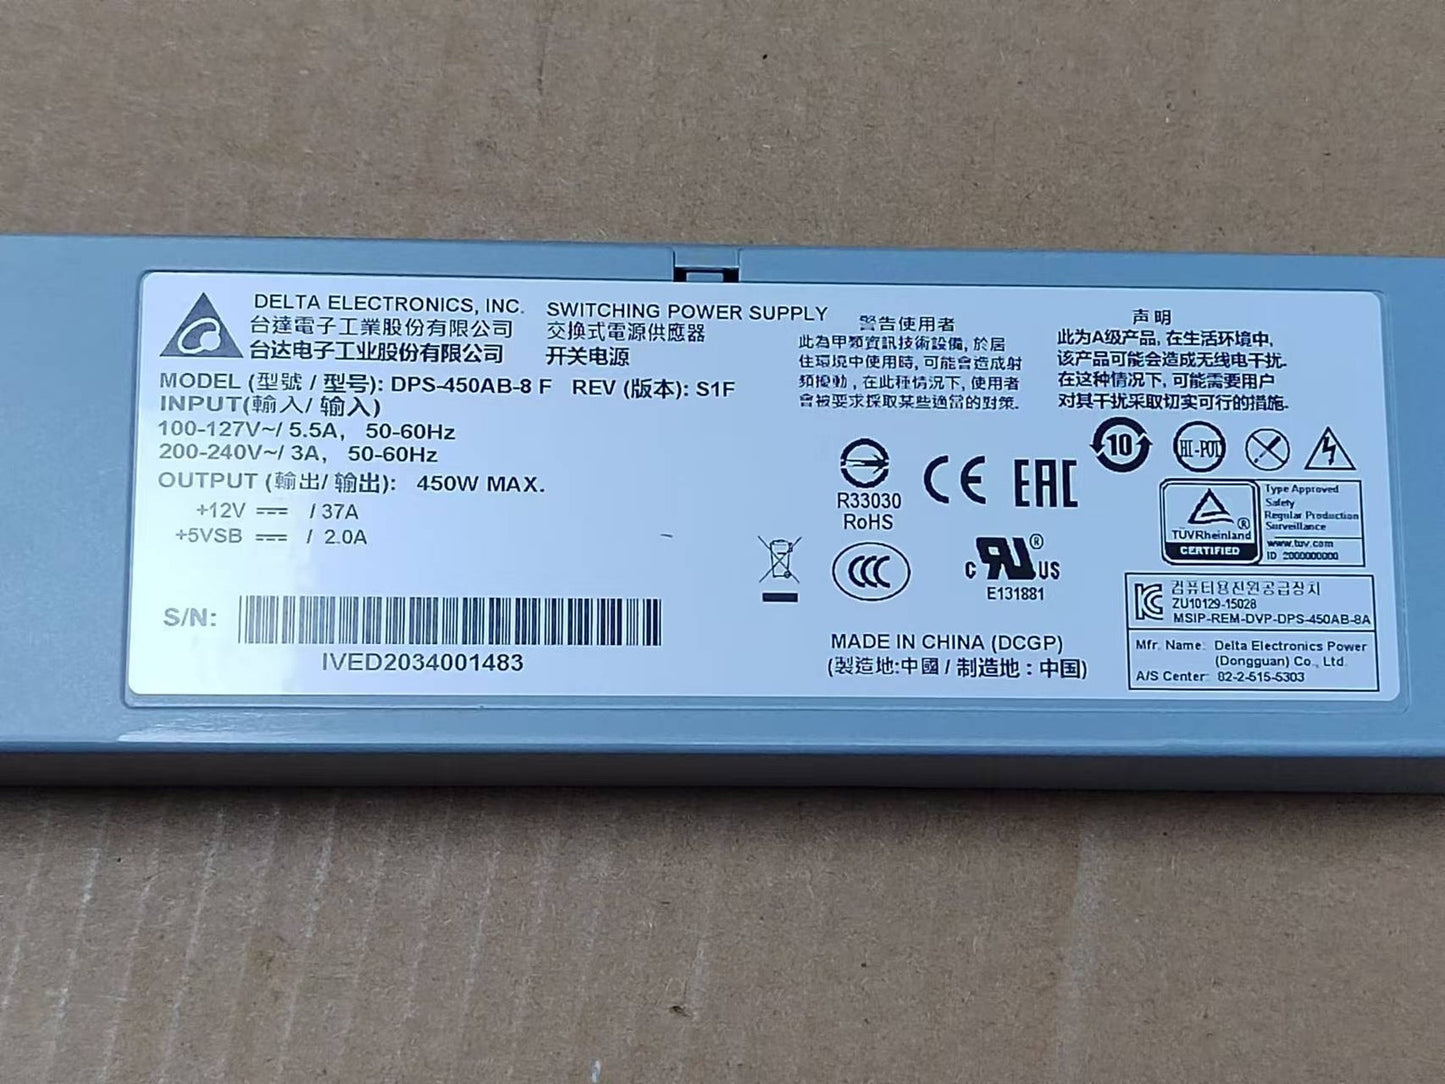 DELTA ELECTRONICS, INC.
台達電子工業股份有限公司
台达电子工业股份有限公司
SWITCHING POWER SUPPLY
交換式電源供應器
开关电源
MODEL (型號 / 型号): DPS-450AB-8 F REV (版本): S1F
INPUT(輸入/ 输入)
100-127V~/ 5.5A, 50-60Hz
200-240V~/ 3A, 50-60Hz
OUTPUT (輸出/ 输出): 450W MAX.
+12V / 37A
+5VSB / 2.0A
S/N:
IVED2034001483
警告使用者
此為甲類資訊技術設備, 於居
住環境中使用時, 可能會造成射
頻擾動, 在此種情況下, 使用者
會被要求採取某些適當的對策.
声明
此为A级产品, 在生活环境中,
该产品可能会造成无线电干扰.
在这种情况下, 可能需要用户
对其干扰采取切实可行的措施.
R33030
RoHS
CE
EAC
10
HI-POT
CCC
c RU US
®
E131881
TÜVRheinland ®
CERTIFIED
Type Approved
Safety
Regular Production
Surveillance
www.tuv.com
ID 2000000000
MADE IN CHINA (DCGP)
(製造地:中國 / 制造地 : 中国)
컴퓨터용전원공급장치
ZU10129-15028
MSIP-REM-DVP-DPS-450AB-8A
Mfr. Name: Delta Electronics Power
(Dongguan) Co., Ltd.
A/S Center: 82-2-515-5303